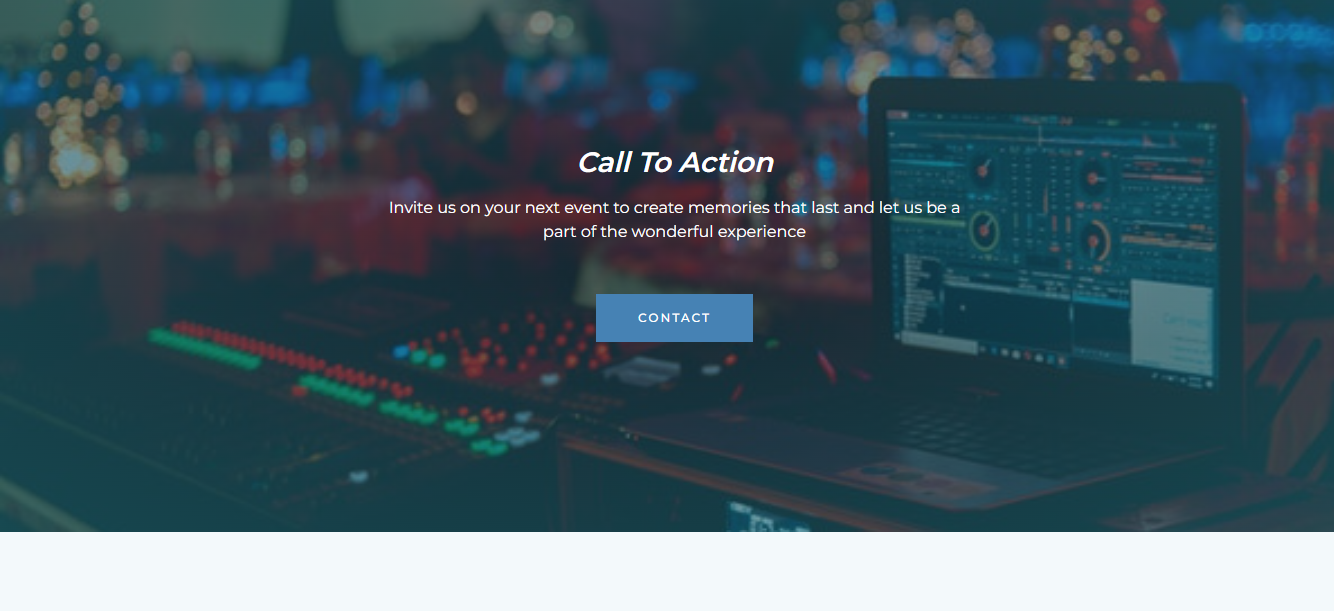 Call To Action
Invite us on your next event to create memories that last and let us be a
part of the wonderful experience
CONTACT